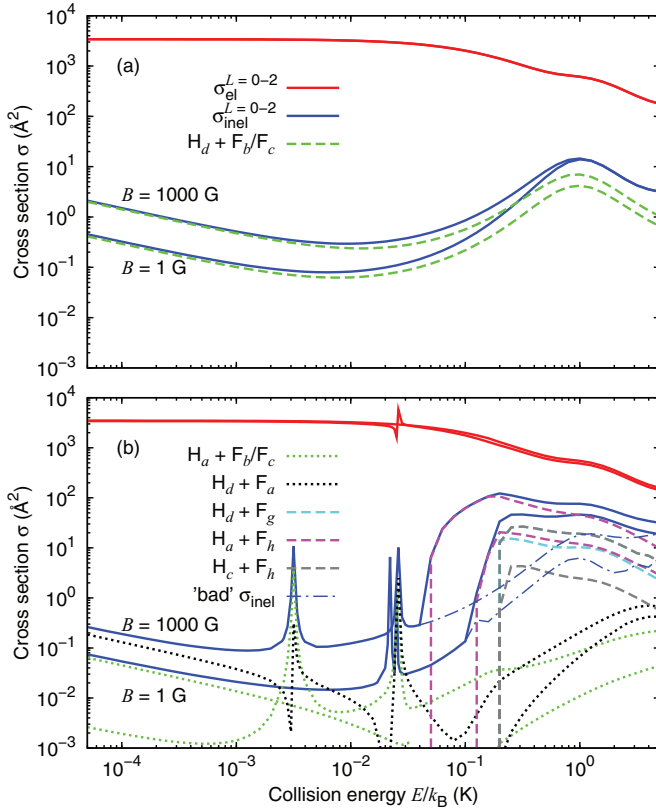 10^4
10^3
10^2
10^1
10^0
10^-1
10^-2
10^-3
Cross section σ (Å^2)
(a)
σ_el^{L = 0–2}
σ_inel^{L = 0–2}
H_d + F_b/F_c
B = 1000 G
B = 1 G
10^4
10^3
10^2
10^1
10^0
10^-1
10^-2
10^-3
Cross section σ (Å^2)
(b)
H_a + F_b/F_c
H_d + F_a
H_d + F_g
H_a + F_h
H_c + F_h
'bad' σ_inel
B = 1000 G
B = 1 G
10^-4 10^-3 10^-2 10^-1 10^0
Collision energy E/k_B (K)